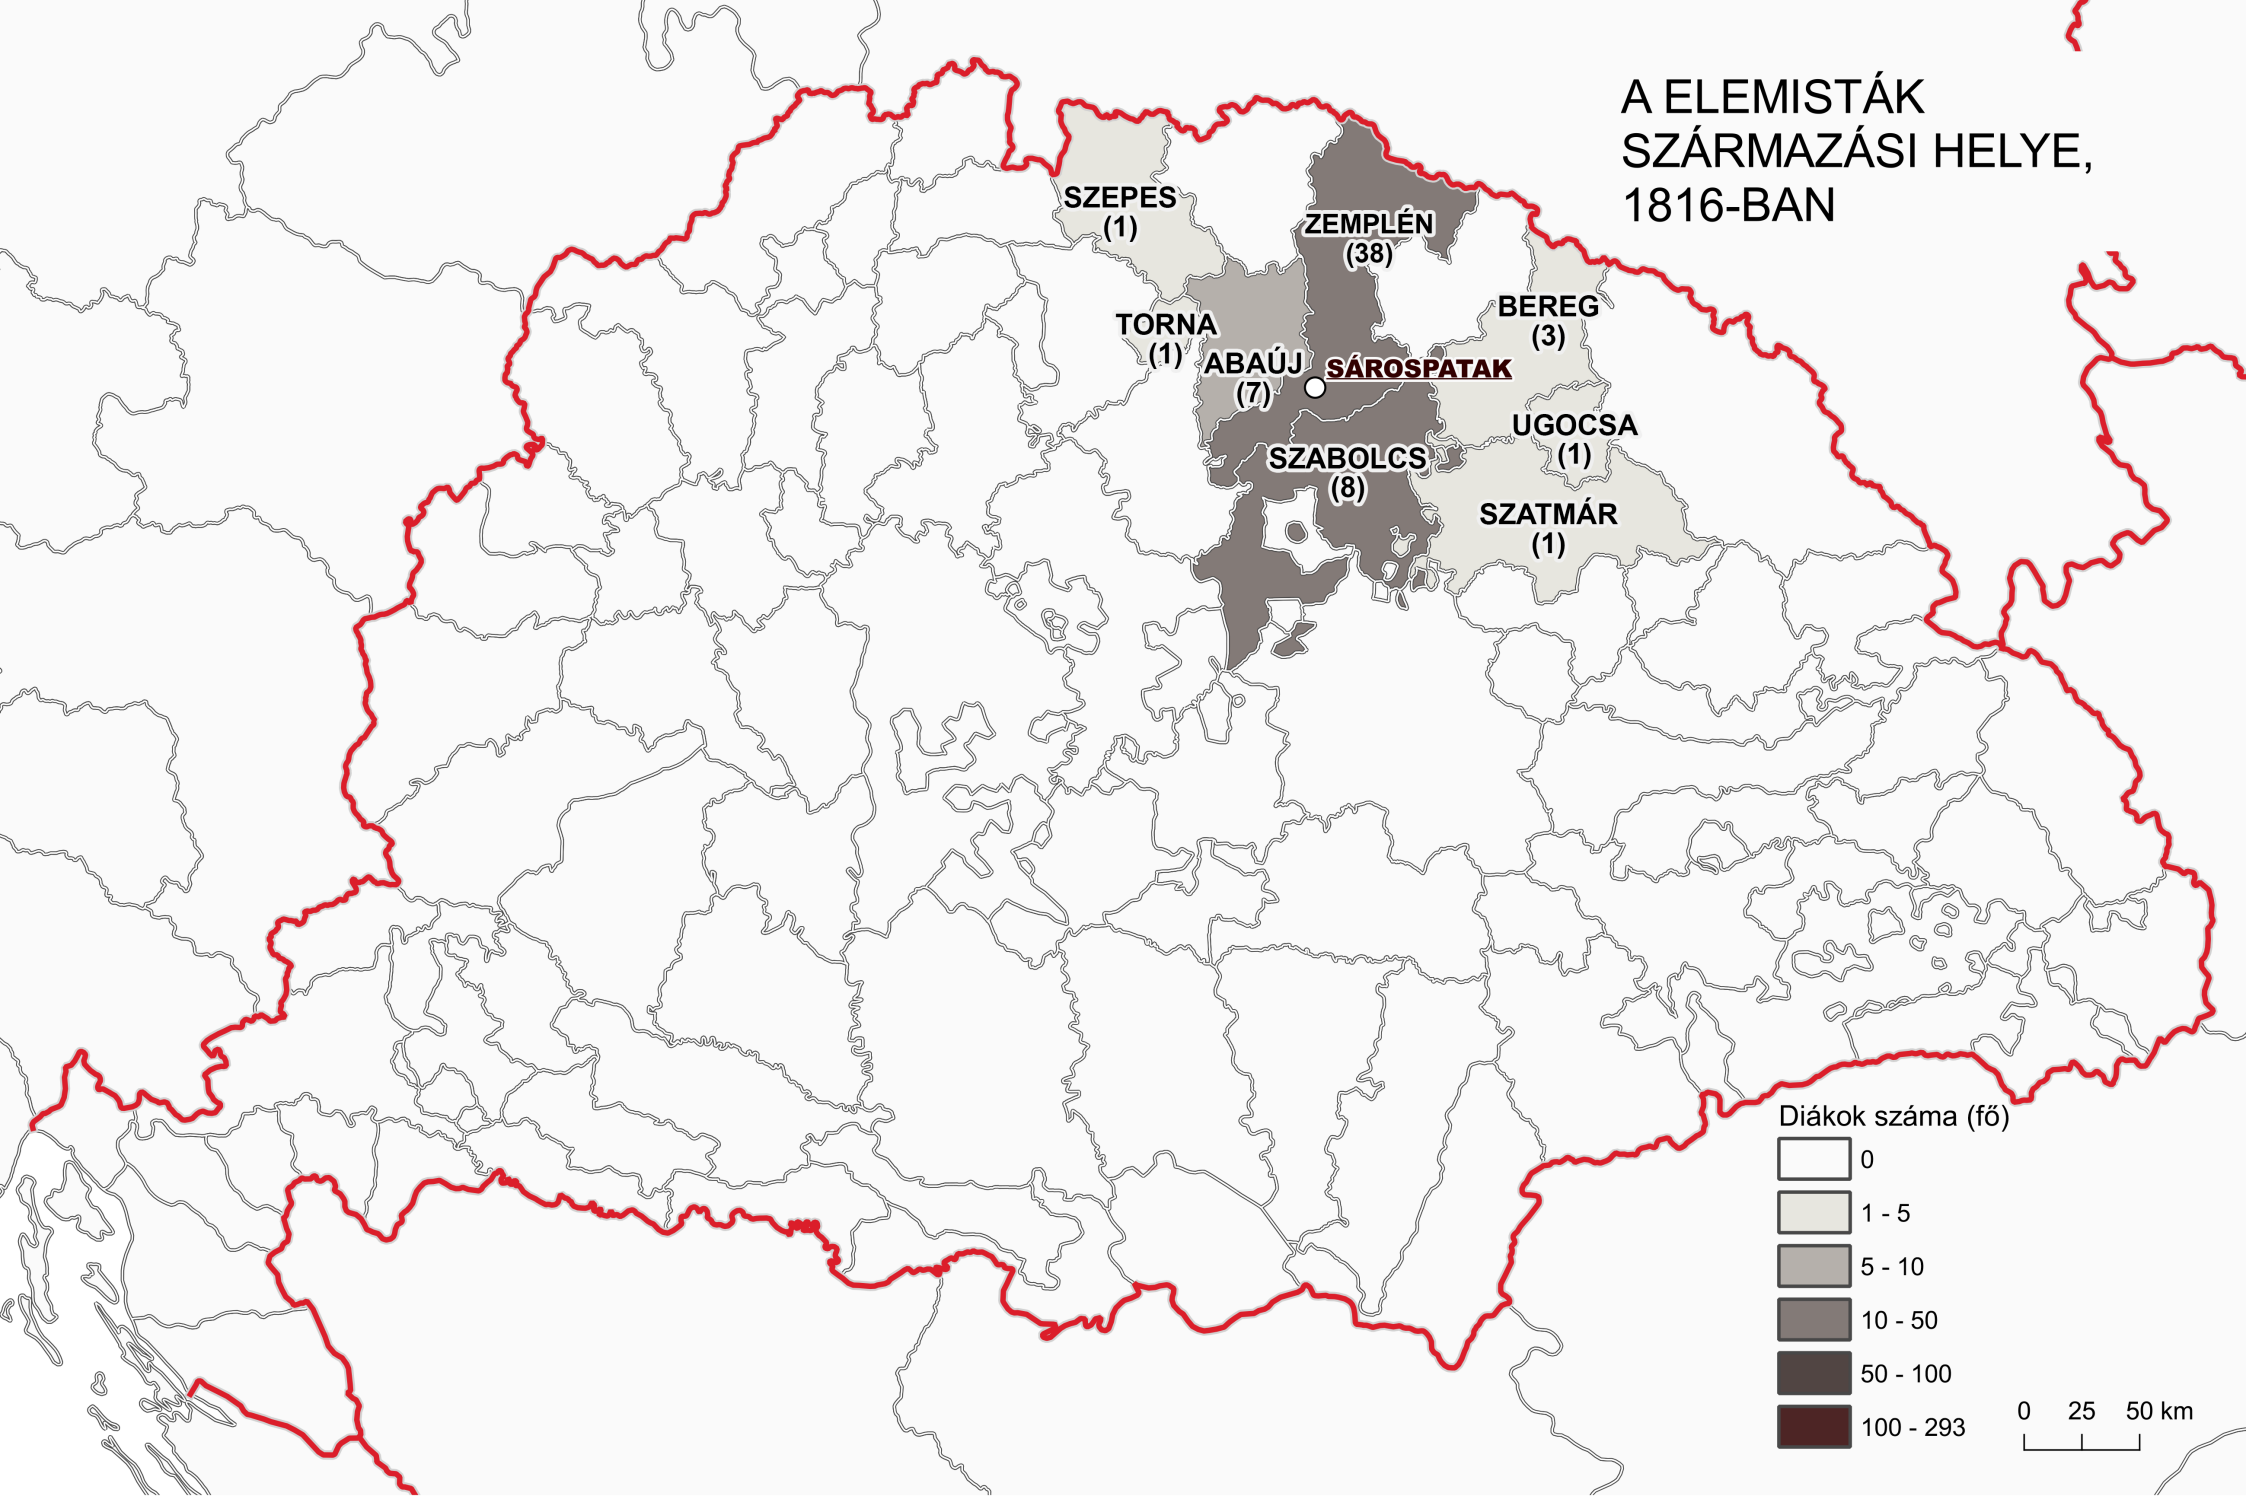 A ELEMISTÁK
SZÁRMAZÁSI HELYE,
1816-BAN
SZEPES
(1)
ZEMPLÉN
(38)
BEREG
(3)
TORNA
(1)
ABAÚJ
(7)
SÁROSPATAK
UGOCSA
(1)
SZABOLCS
(8)
SZATMÁR
(1)
Diákok száma (fő)
0
1 - 5
5 - 10
10 - 50
50 - 100
100 - 293
0 25 50 km